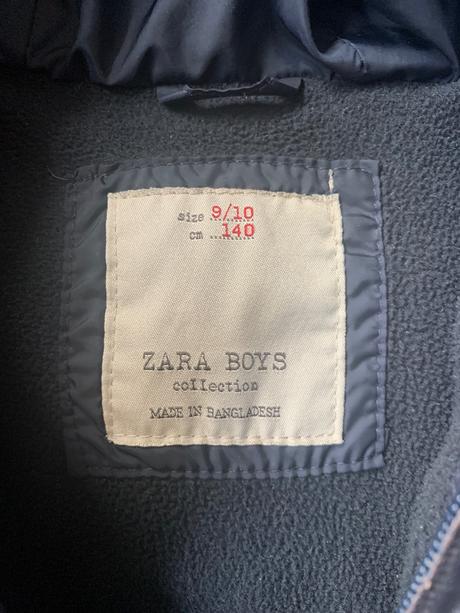 size 9/10
cm 140
ZARA BOYS
collection
MADE IN BANGLADESH